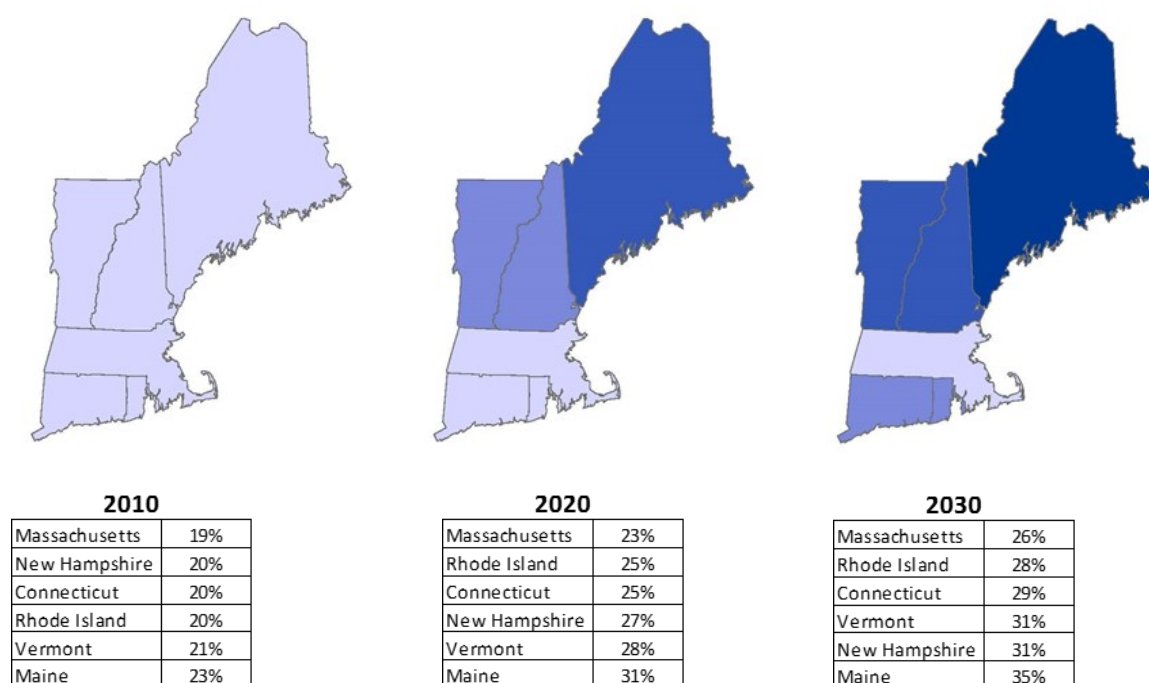 2010
Massachusetts 19%
New Hampshire 20%
Connecticut 20%
Rhode Island 20%
Vermont 21%
Maine 23%
2020
Massachusetts 23%
Rhode Island 25%
Connecticut 25%
New Hampshire 27%
Vermont 28%
Maine 31%
2030
Massachusetts 26%
Rhode Island 28%
Connecticut 29%
Vermont 31%
New Hampshire 31%
Maine 35%